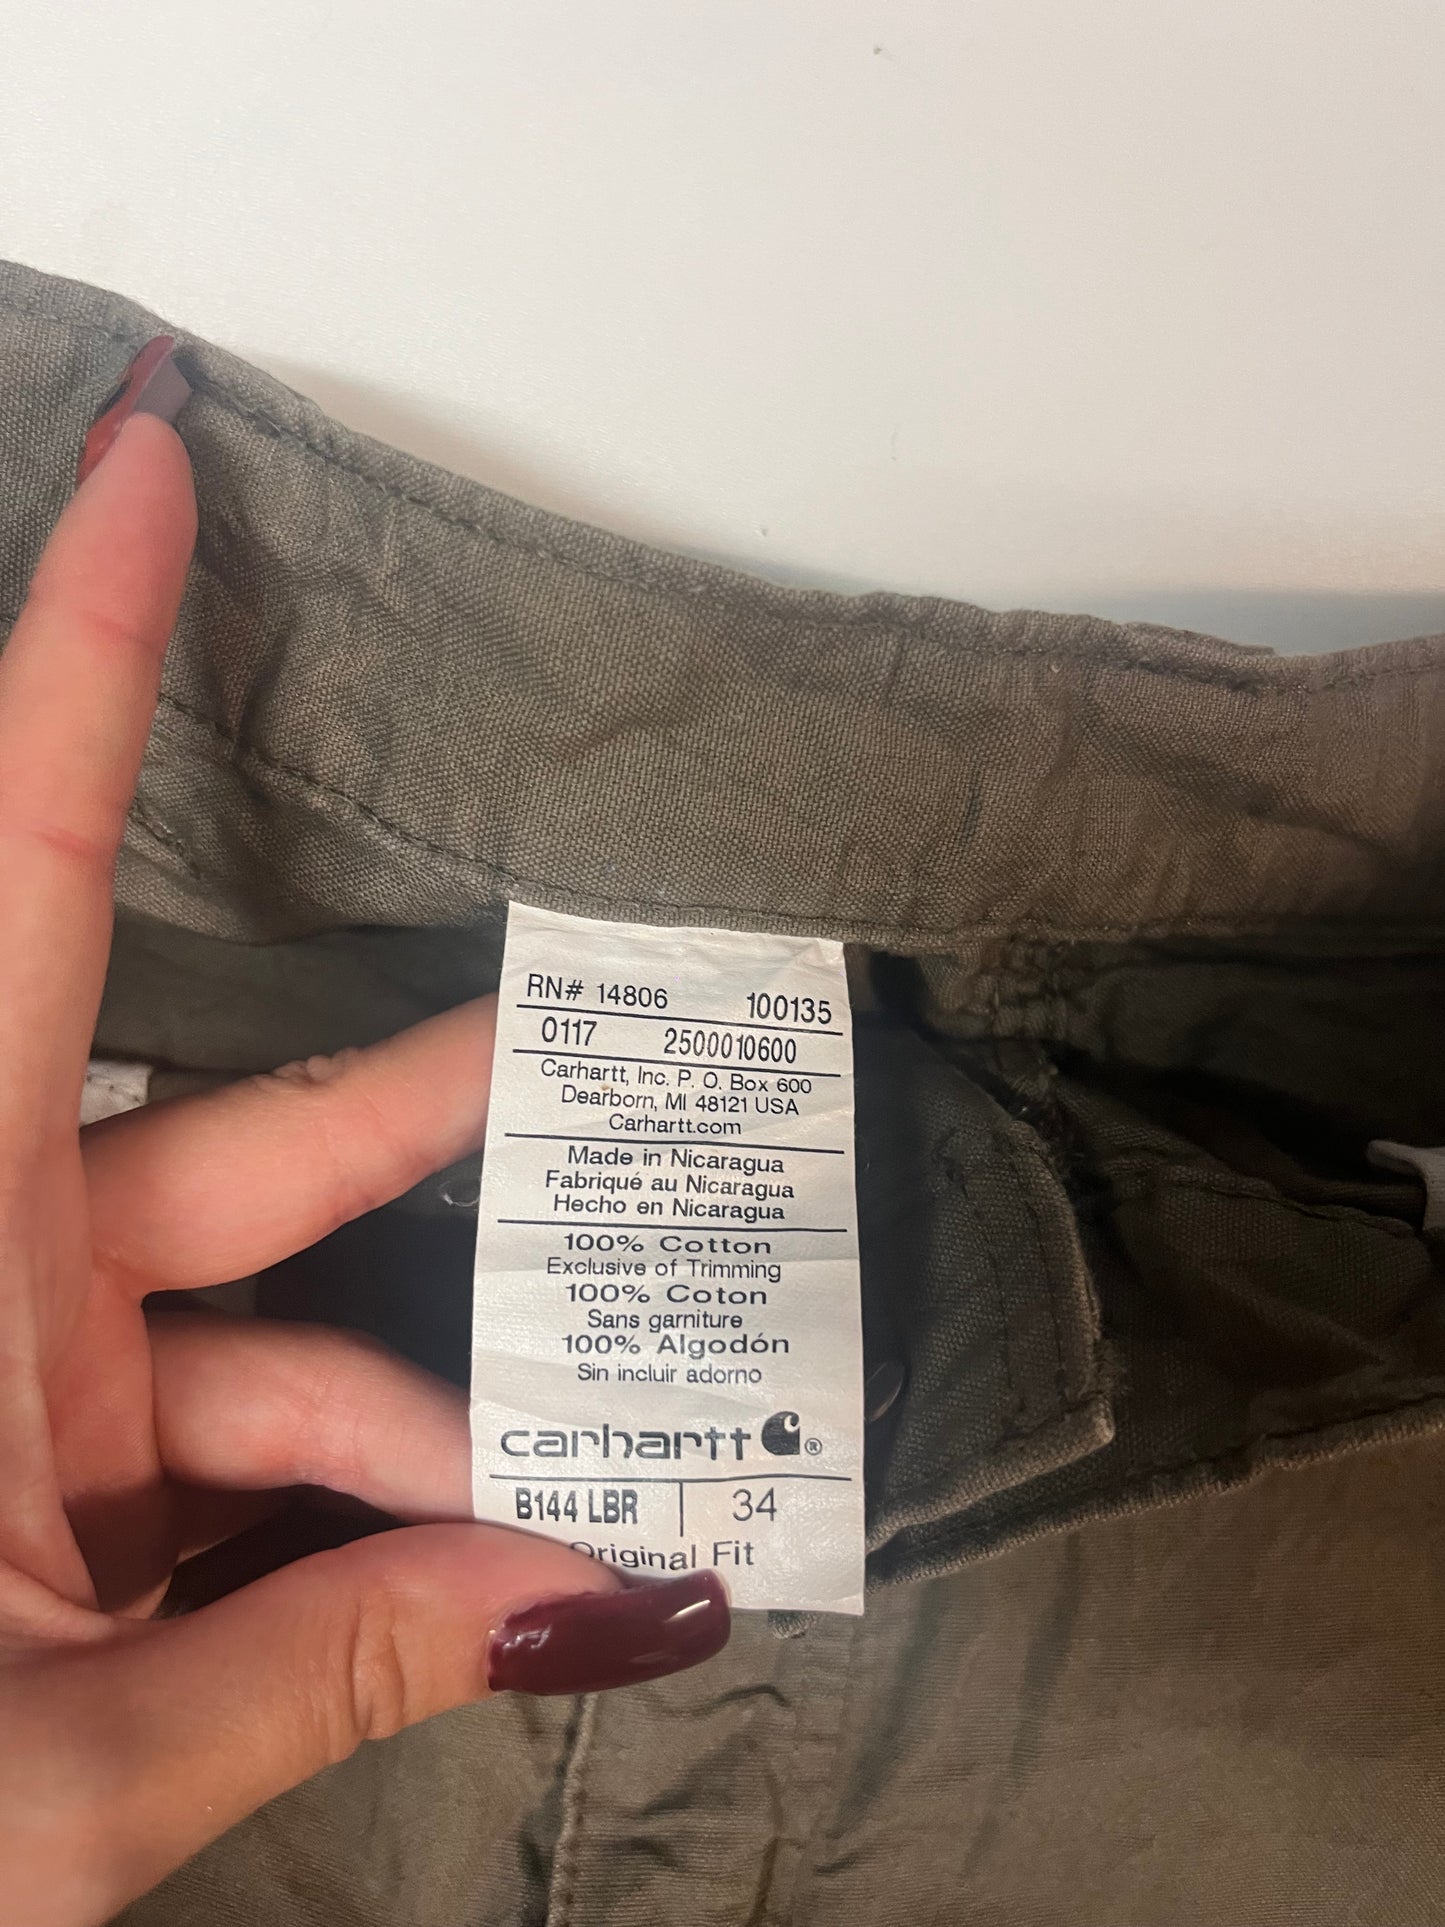 RN# 14806 100135
0117 2500010600
Carhartt, Inc. P. O. Box 600
Dearborn, MI 48121 USA
Carhartt.com
Made in Nicaragua
Fabriqué au Nicaragua
Hecho en Nicaragua
100% Cotton
Exclusive of Trimming
100% Coton
Sans garniture
100% Algodón
Sin incluir adorno
carhartt ®
B144 LBR | 34
Original Fit